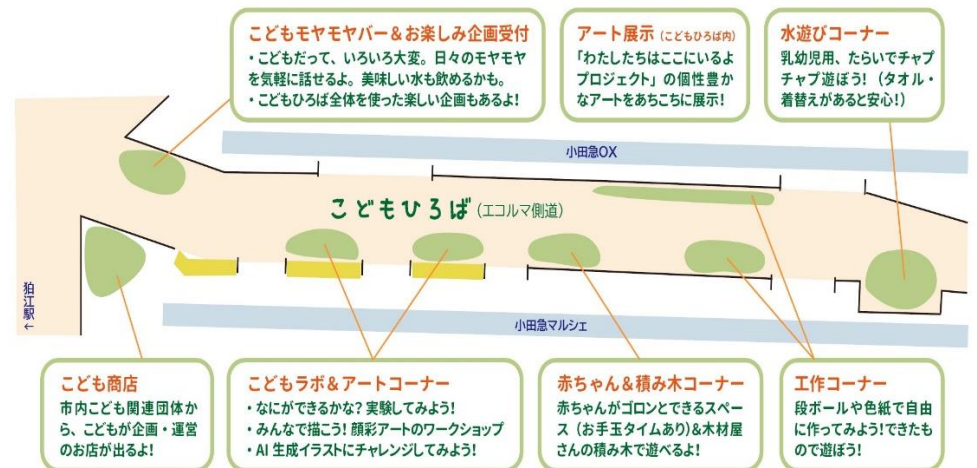 こどもモヤモヤバー＆お楽しみ企画受付
・こどもだって、いろいろ大変。日々のモヤモヤ
を気軽に話せるよ。美味しい水も飲めるかも。
・こどもひろば全体を使った楽しい企画もあるよ!
アート展示 (こどもひろば内)
「わたしたちはここにいるよ
プロジェクト」の個性豊か
なアートをあちこちに展示!
水遊びコーナー
乳幼児用、たらいでチャプ
チャプ遊ぼう! (タオル・
着替えがあると安心!)
小田急OX
こどもひろば (エコルマ側道)
狛江駅←
小田急マルシェ
こども商店
市内こども関連団体か
ら、こどもが企画・運営
のお店が出るよ!
こどもラボ＆アートコーナー
・なにができるかな? 実験してみよう!
・みんなで描こう! 顔彩アートのワークショップ
・AI 生成イラストにチャレンジしてみよう!
赤ちゃん＆積み木コーナー
赤ちゃんがゴロンとできるスペー
ス (お手玉タイムあり)＆木材屋
さんの積み木で遊べるよ!
工作コーナー
段ボールや色紙で自由
に作ってみよう!できたも
ので遊ぼう!